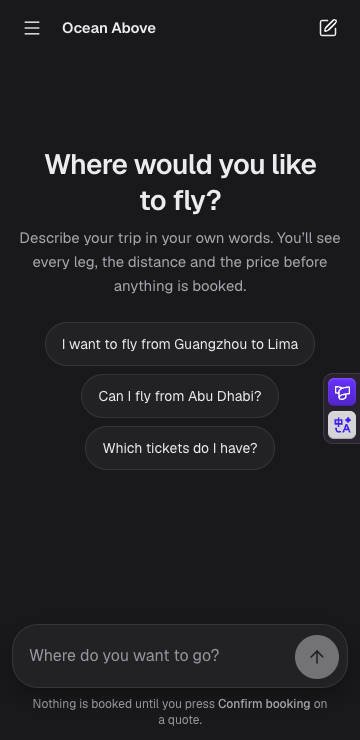 Ocean Above
Where would you like
to fly?
Describe your trip in your own words. You’ll see
every leg, the distance and the price before
anything is booked.
I want to fly from Guangzhou to Lima
Can I fly from Abu Dhabi?
中A
Which tickets do I have?
Where do you want to go?
Nothing is booked until you press Confirm booking on
a quote.